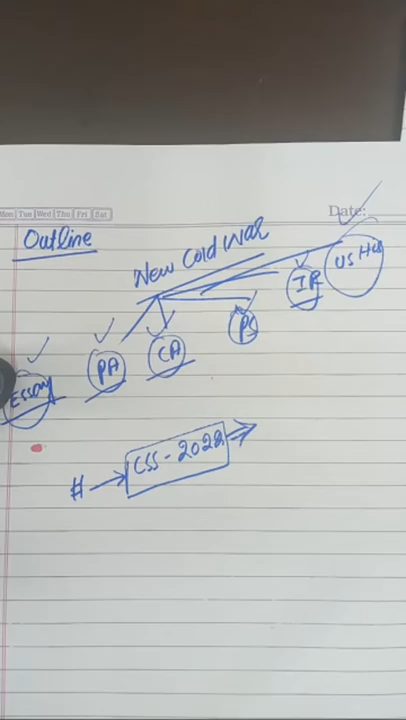 Mon Tue Wed Thu Fri Sat
Date:
Outline
New Cold War
Essay
PA
CA
PS
IR
US His
# CSS-2022